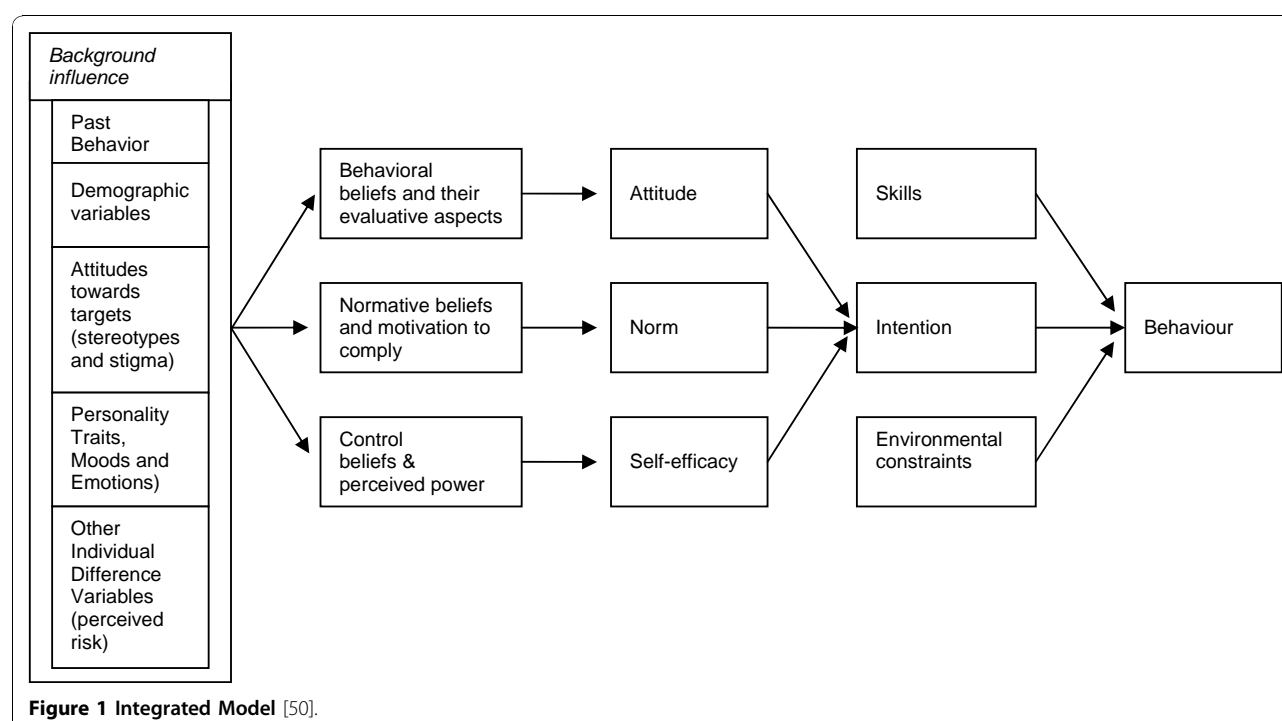 Background
influence
Past
Behavior
Demographic
variables
Attitudes
towards
targets
(stereotypes
and stigma)
Personality
Traits,
Moods and
Emotions)
Other
Individual
Difference
Variables
(perceived
risk)
Behavioral
beliefs and their
evaluative aspects
Normative beliefs
and motivation to
comply
Control
beliefs &
perceived power
Attitude
Norm
Self-efficacy
Skills
Intention
Environmental
constraints
Behaviour
Figure 1 Integrated Model [50].